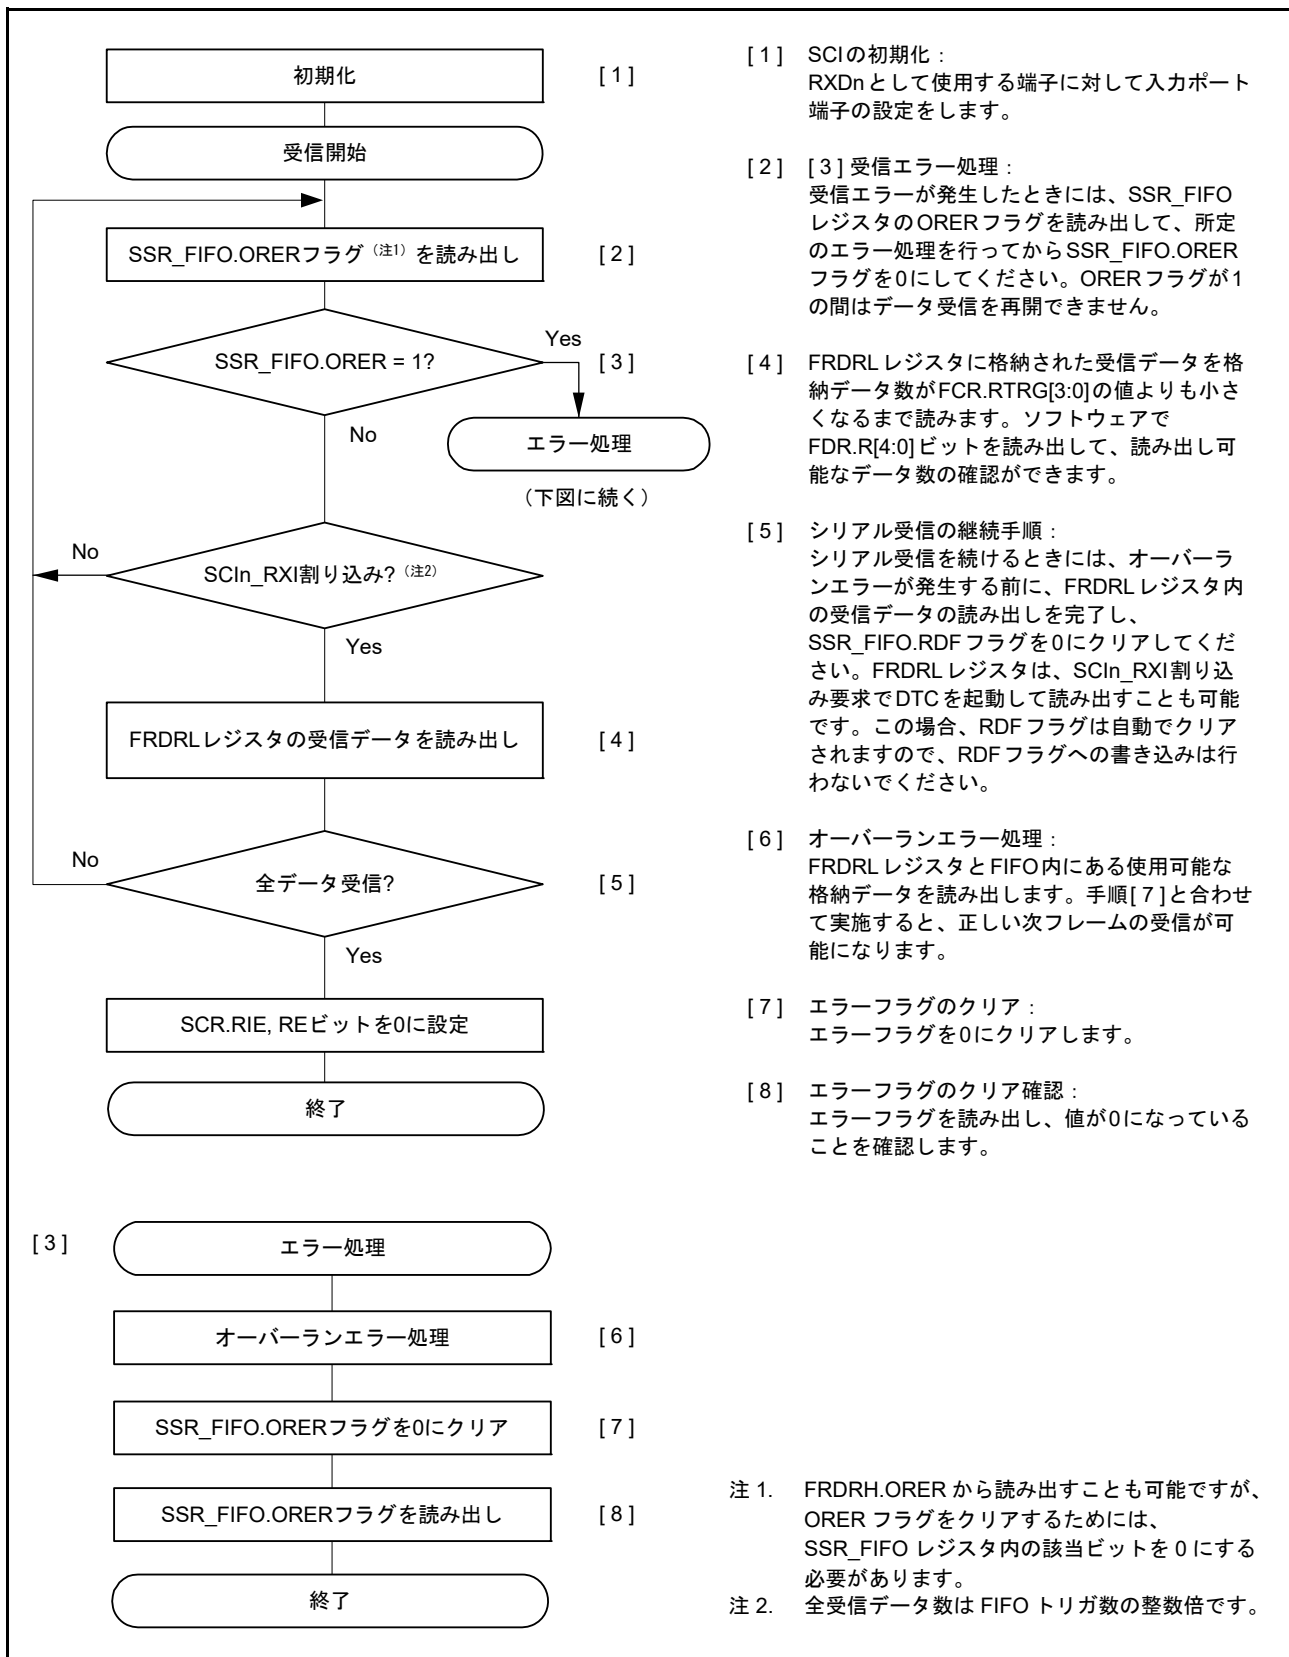 初期化
[ 1 ]
受信開始
SSR_FIFO.ORERフラグ（注1）を読み出し
[ 2 ]
SSR_FIFO.ORER = 1?
Yes
[ 3 ]
No
エラー処理
（下図に続く）
SCIn_RXI割り込み?（注2）
No
Yes
FRDRLレジスタの受信データを読み出し
[ 4 ]
全データ受信?
No
[ 5 ]
Yes
SCR.RIE, REビットを0に設定
終了
[ 1 ] SCIの初期化：
RXDnとして使用する端子に対して入力ポート
端子の設定をします。
[ 2 ] [ 3 ] 受信エラー処理：
受信エラーが発生したときには、SSR_FIFO
レジスタのORERフラグを読み出して、所定
のエラー処理を行ってからSSR_FIFO.ORER
フラグを0にしてください。ORERフラグが1
の間はデータ受信を再開できません。
[ 4 ] FRDRLレジスタに格納された受信データを格
納データ数がFCR.RTRG[3:0]の値よりも小さ
くなるまで読みます。ソフトウェアで
FDR.R[4:0]ビットを読み出して、読み出し可
能なデータ数の確認ができます。
[ 5 ] シリアル受信の継続手順：
シリアル受信を続けるときには、オーバーラ
ンエラーが発生する前に、FRDRLレジスタ内
の受信データの読み出しを完了し、
SSR_FIFO.RDFフラグを0にクリアしてくだ
さい。FRDRLレジスタは、SCIn_RXI割り込
み要求でDTCを起動して読み出すことも可能
です。この場合、RDFフラグは自動でクリア
されますので、RDFフラグへの書き込みは行
わないでください。
[ 6 ] オーバーランエラー処理：
FRDRLレジスタとFIFO内にある使用可能な
格納データを読み出します。手順[ 7 ]と合わせ
て実施すると、正しい次フレームの受信が可
能になります。
[ 7 ] エラーフラグのクリア：
エラーフラグを0にクリアします。
[ 8 ] エラーフラグのクリア確認：
エラーフラグを読み出し、値が0になっている
ことを確認します。
[ 3 ]
エラー処理
オーバーランエラー処理
[ 6 ]
SSR_FIFO.ORERフラグを0にクリア
[ 7 ]
SSR_FIFO.ORERフラグを読み出し
[ 8 ]
終了
注 1. FRDRH.ORER から読み出すことも可能ですが、
ORER フラグをクリアするためには、
SSR_FIFO レジスタ内の該当ビットを 0 にする
必要があります。
注 2. 全受信データ数は FIFO トリガ数の整数倍です。